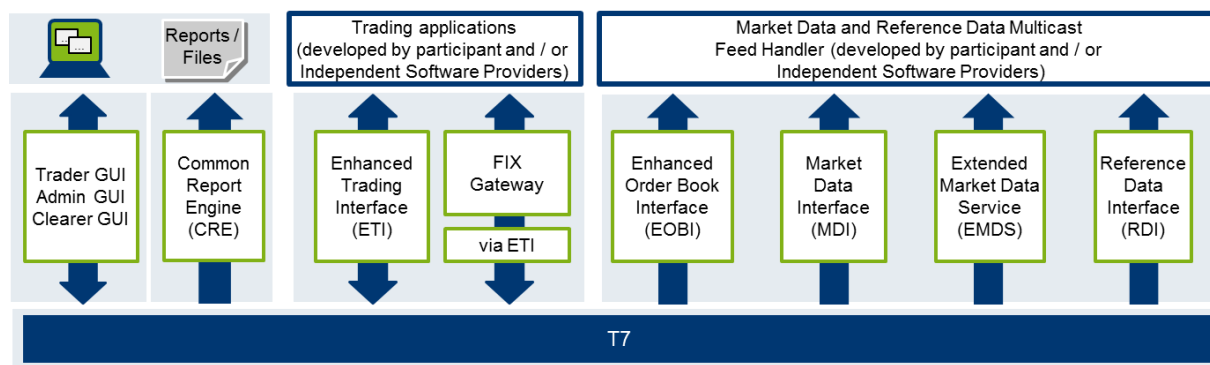 Reports /
Files
Trading applications
(developed by participant and / or
Independent Software Providers)
Market Data and Reference Data Multicast
Feed Handler (developed by participant and / or
Independent Software Providers)
Trader GUI
Admin GUI
Clearer GUI
Common
Report
Engine
(CRE)
Enhanced
Trading
Interface
(ETI)
FIX
Gateway
via ETI
Enhanced
Order Book
Interface
(EOBI)
Market
Data
Interface
(MDI)
Extended
Market Data
Service
(EMDS)
Reference
Data
Interface
(RDI)
T7